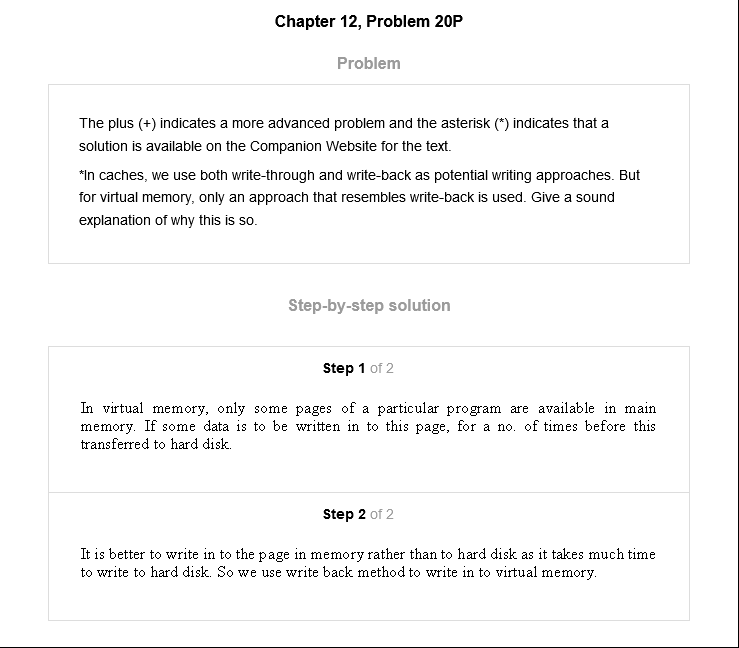 Chapter 12, Problem 20P
Problem
The plus (+) indicates a more advanced problem and the asterisk (*) indicates that a
solution is available on the Companion Website for the text.
*In caches, we use both write-through and write-back as potential writing approaches. But
for virtual memory, only an approach that resembles write-back is used. Give a sound
explanation of why this is so.
Step-by-step solution
Step 1 of 2
In virtual memory, only some pages of a particular program are available in main
memory. If some data is to be written in to this page, for a no. of times before this
transferred to hard disk.
Step 2 of 2
It is better to write in to the page in memory rather than to hard disk as it takes much time
to write to hard disk. So we use write back method to write in to virtual memory.